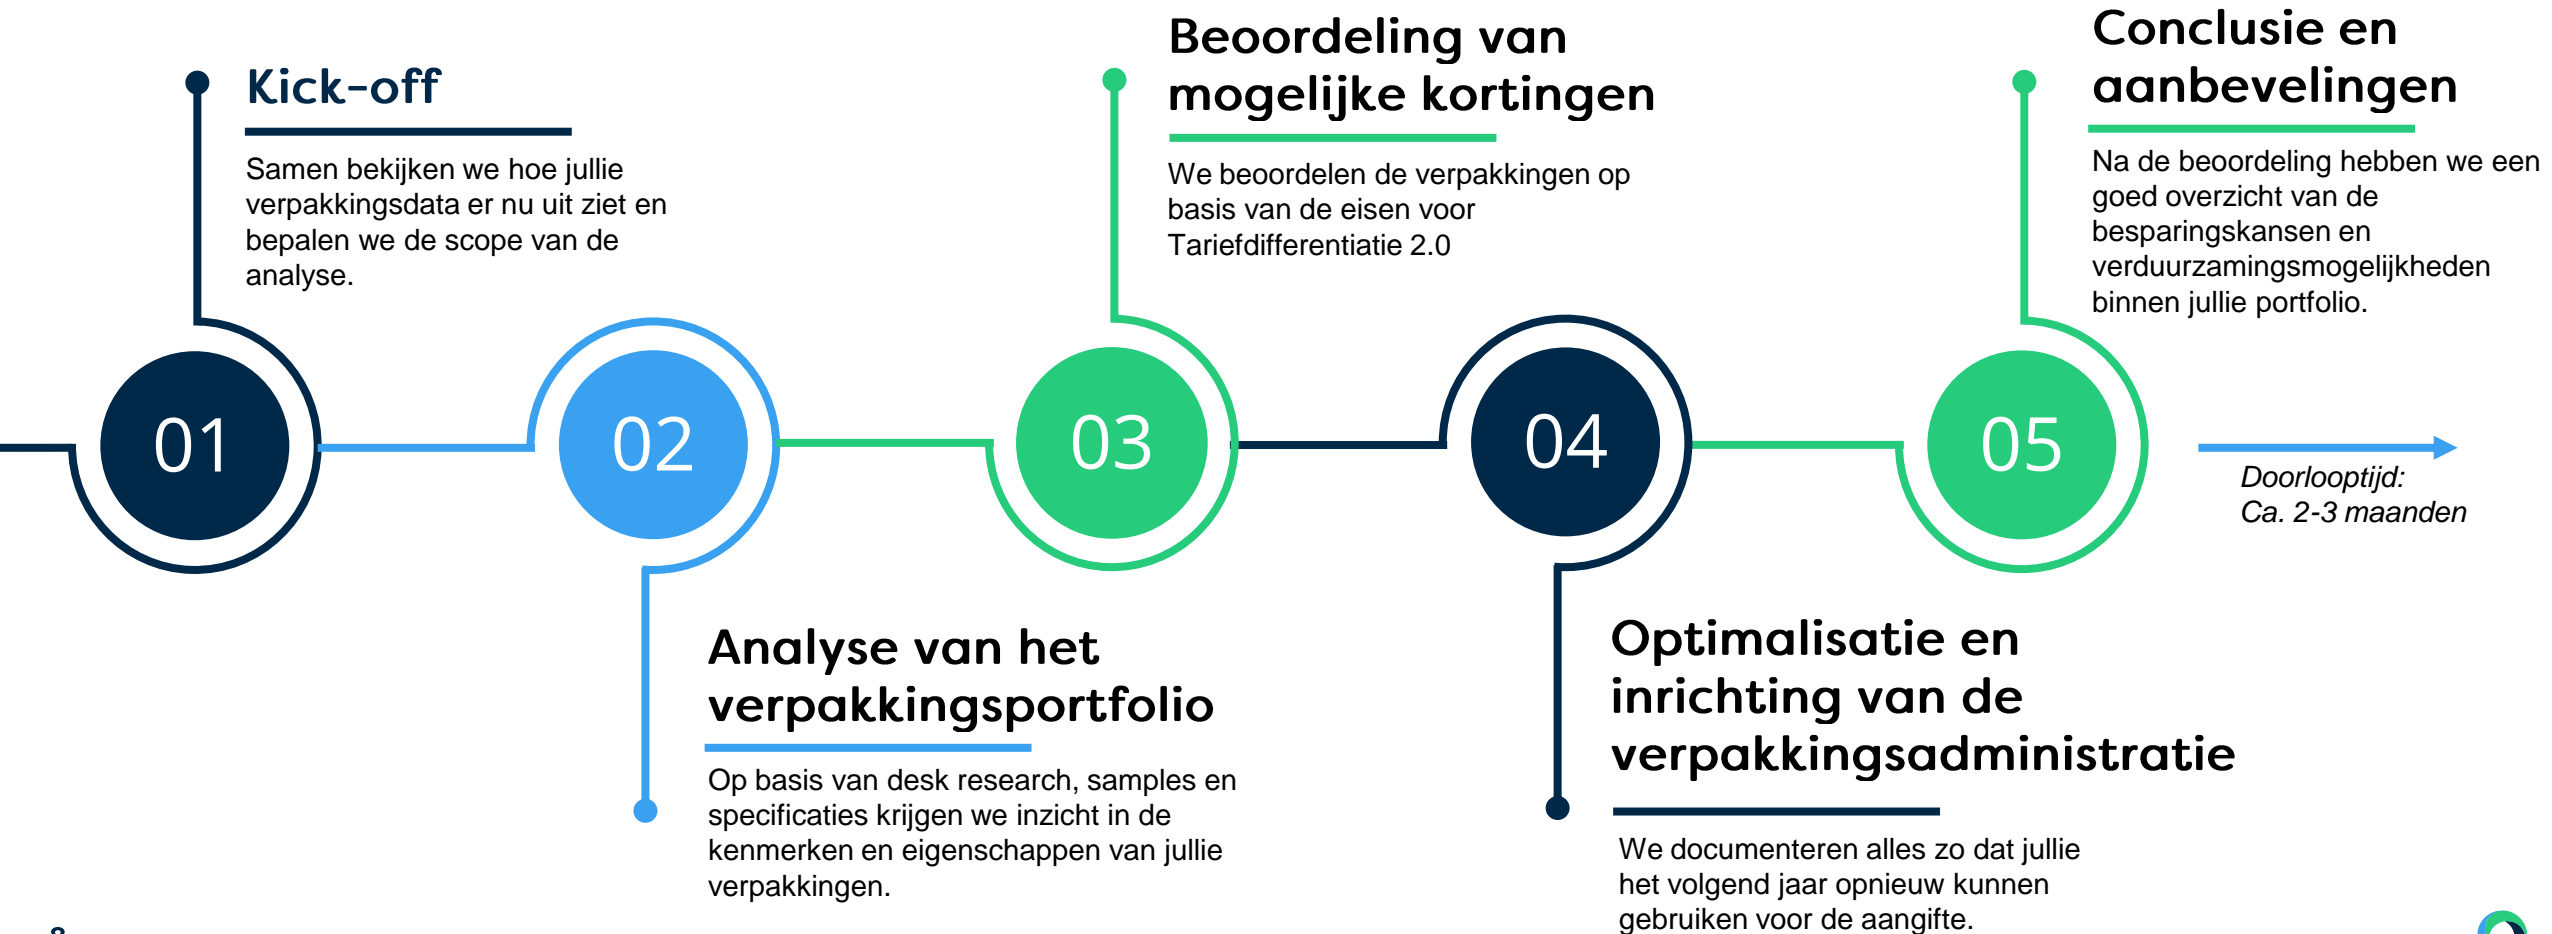 Kick-off
Samen bekijken we hoe jullie
verpakkingsdata er nu uit ziet en
bepalen we de scope van de
analyse.
Beoordeling van
mogelijke kortingen
We beoordelen de verpakkingen op
basis van de eisen voor
Tariefdifferentiatie 2.0
Conclusie en
aanbevelingen
Na de beoordeling hebben we een
goed overzicht van de
besparingskansen en
verduurzamingsmogelijkheden
binnen jullie portfolio.
01
02
03
04
05
Doorlooptijd:
Ca. 2-3 maanden
Analyse van het
verpakkingsportfolio
Op basis van desk research, samples en
specificaties krijgen we inzicht in de
kenmerken en eigenschappen van jullie
verpakkingen.
Optimalisatie en
inrichting van de
verpakkingsadministratie
We documenteren alles zo dat jullie
het volgend jaar opnieuw kunnen
gebruiken voor de aangifte.